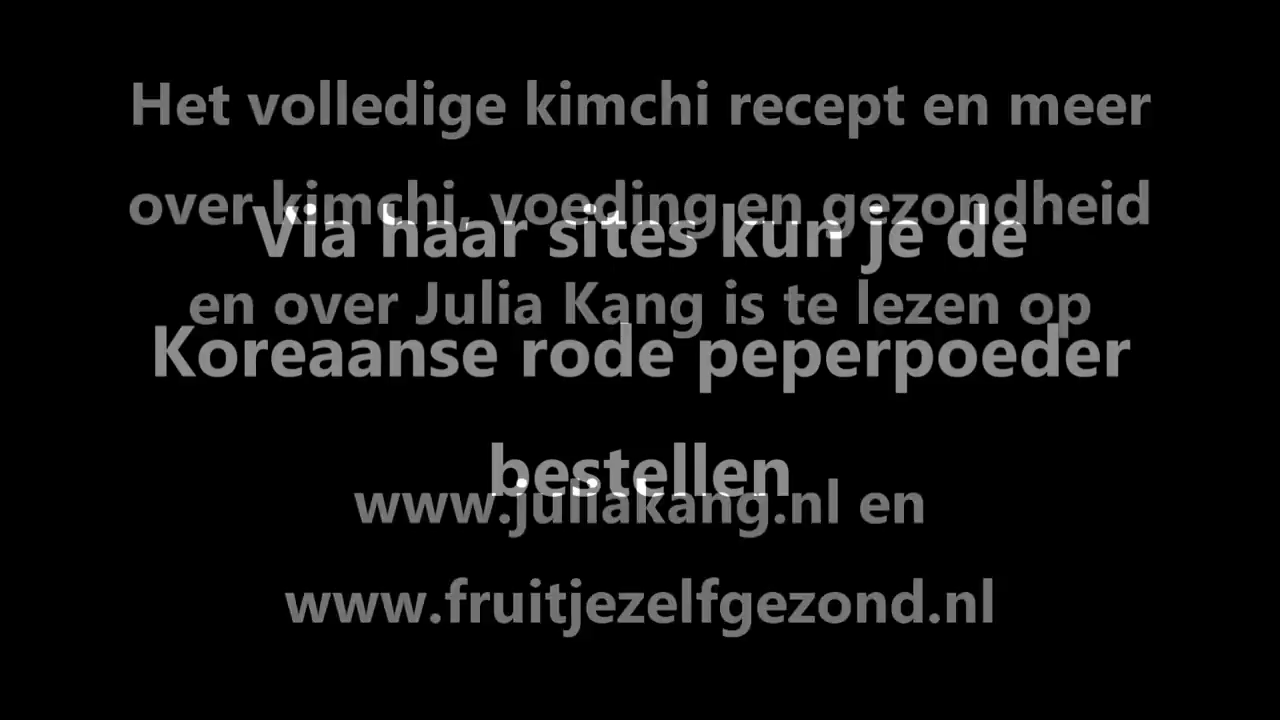 Het volledige kimchi recept en meer
over kimchi, voeding en gezondheid
en over Julia Kang is te lezen op
www.juliakang.nl en
www.fruitjezelfgezond.nl
Via haar sites kun je de
Koreaanse rode peperpoeder
bestellen